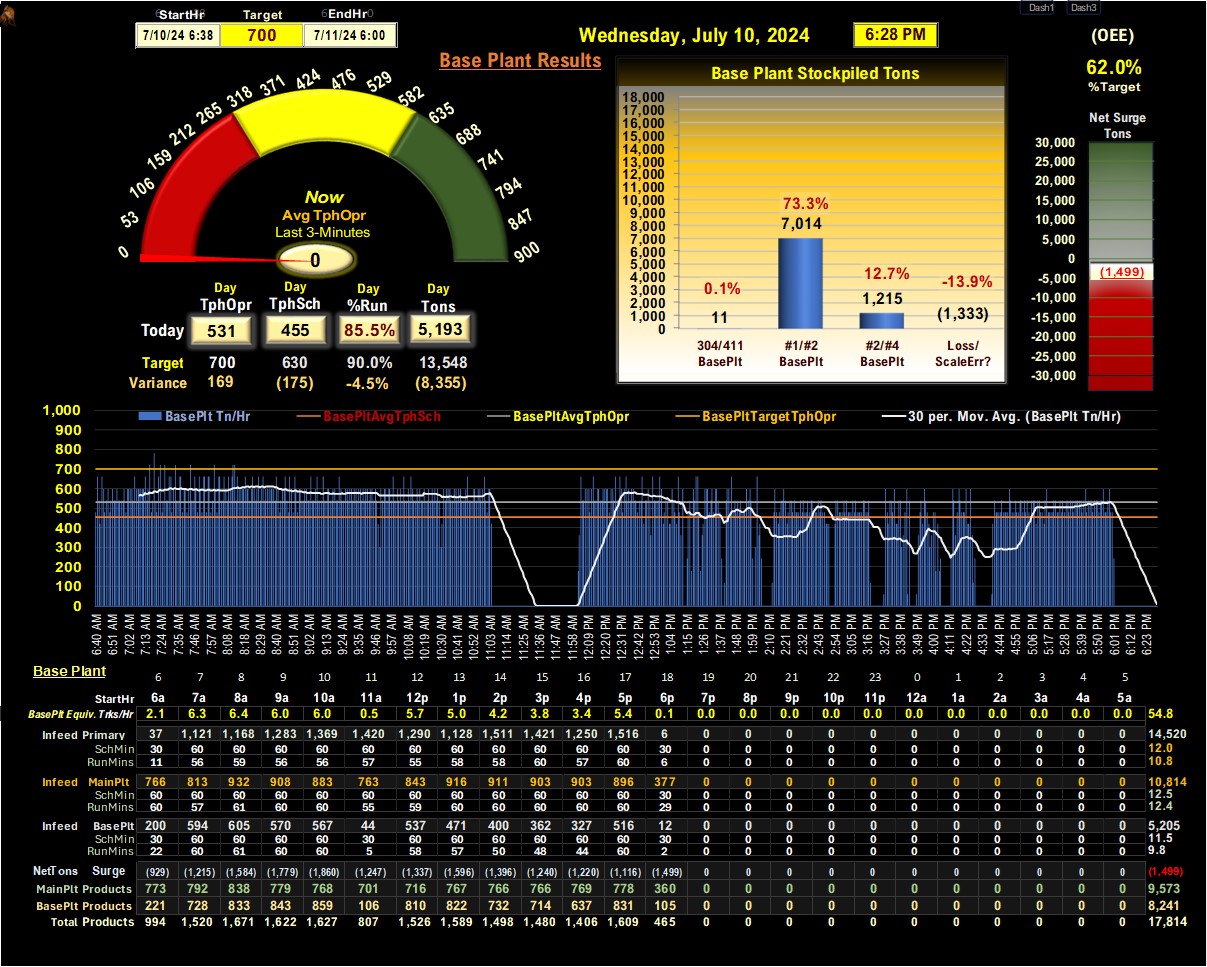 Dash1 Dash3
StartHr Target EndHr
7/10/24 6:38 700 7/11/24 6:00
Wednesday, July 10, 2024 6:28 PM
Base Plant Results
(OEE)
62.0%
%Target
Net Surge
Tons
0 53 106 159 212 265 318 371 424 476 529 582 635 688 741 794 847 900
Now
Avg TphOpr
Last 3-Minutes
0
Day Day Day Day
TphOpr TphSch %Run Tons
Today 531 455 85.5% 5,193
Target 700 630 90.0% 13,548
Variance 169 (175) -4.5% (8,355)
Base Plant Stockpiled Tons
18,000
17,000
16,000
15,000
14,000
13,000
12,000
11,000
10,000
9,000
8,000
7,000
6,000
5,000
4,000
3,000
2,000
1,000
0
0.1% 73.3% 12.7% -13.9%
11 7,014 1,215 (1,333)
304/411 #1/#2 #2/#4 Loss/
BasePlt BasePlt BasePlt ScaleErr?
30,000
25,000
20,000
15,000
10,000
5,000
0
-5,000
-10,000
-15,000
-20,000
-25,000
-30,000
(1,499)
BasePlt Tn/Hr BasePltAvgTphSch BasePltAvgTphOpr BasePltTargetTphOpr 30 per. Mov. Avg. (BasePlt Tn/Hr)
1,000
900
800
700
600
500
400
300
200
100
0
6:40 AM 6:51 AM 7:02 AM 7:13 AM 7:24 AM 7:35 AM 7:46 AM 7:57 AM 8:08 AM 8:18 AM 8:29 AM 8:40 AM 8:51 AM 9:02 AM 9:13 AM 9:24 AM 9:35 AM 9:46 AM 9:57 AM 10:08 AM 10:19 AM 10:30 AM 10:41 AM 10:52 AM 11:03 AM 11:14 AM 11:25 AM 11:36 AM 11:47 AM 11:58 AM 12:09 PM 12:20 PM 12:31 PM 12:42 PM 12:53 PM 1:04 PM 1:15 PM 1:26 PM 1:37 PM 1:48 PM 1:59 PM 2:10 PM 2:21 PM 2:32 PM 2:43 PM 2:54 PM 3:05 PM 3:16 PM 3:27 PM 3:38 PM 3:49 PM 4:00 PM 4:11 PM 4:22 PM 4:33 PM 4:44 PM 4:55 PM 5:06 PM 5:17 PM 5:28 PM 5:39 PM 5:50 PM 6:01 PM 6:12 PM 6:23 PM
Base Plant 6 7 8 9 10 11 12 13 14 15 16 17 18 19 20 21 22 23 0 1 2 3 4 5
StartHr 6a 7a 8a 9a 10a 11a 12p 1p 2p 3p 4p 5p 6p 7p 8p 9p 10p 11p 12a 1a 2a 3a 4a 5a
BasePlt Equiv. Trks/Hr 2.1 6.3 6.4 6.0 6.0 0.5 5.7 5.0 4.2 3.8 3.4 5.4 0.1 0.0 0.0 0.0 0.0 0.0 0.0 0.0 0.0 0.0 0.0 0.0 54.8
Infeed Primary 37 1,121 1,168 1,283 1,369 1,420 1,290 1,128 1,511 1,421 1,250 1,516 6 0 0 0 0 0 0 0 0 0 0 0 14,520
SchMin 30 60 60 60 60 60 60 60 60 60 60 60 30 0 0 0 0 0 0 0 0 0 0 0 12.0
RunMins 11 56 59 56 56 57 55 58 58 60 57 60 6 0 0 0 0 0 0 0 0 0 0 0 10.8
Infeed MainPlt 766 813 932 908 883 763 843 916 911 903 903 896 377 0 0 0 0 0 0 0 0 0 0 0 10,814
SchMin 60 60 60 60 60 60 60 60 60 60 60 60 30 0 0 0 0 0 0 0 0 0 0 0 12.5
RunMins 60 57 61 60 60 55 59 60 60 60 60 60 29 0 0 0 0 0 0 0 0 0 0 0 12.4
Infeed BasePlt 200 594 605 570 567 44 537 471 400 362 327 516 12 0 0 0 0 0 0 0 0 0 0 0 5,205
SchMin 30 60 60 60 60 30 60 60 60 60 60 60 30 0 0 0 0 0 0 0 0 0 0 0 11.5
RunMins 22 60 61 60 60 5 58 57 50 48 44 60 2 0 0 0 0 0 0 0 0 0 0 0 9.8
NetTons Surge (929) (1,215) (1,584) (1,779) (1,860) (1,247) (1,337) (1,596) (1,396) (1,240) (1,220) (1,116) (1,499) 0 0 0 0 0 0 0 0 0 0 0 (1,499)
MainPlt Products 773 792 838 779 768 701 716 767 766 766 769 778 360 0 0 0 0 0 0 0 0 0 0 0 9,573
BasePlt Products 221 728 833 843 859 106 810 822 732 714 637 831 105 0 0 0 0 0 0 0 0 0 0 0 8,241
Total Products 994 1,520 1,671 1,622 1,627 807 1,526 1,589 1,498 1,480 1,406 1,609 465 0 0 0 0 0 0 0 0 0 0 0 17,814